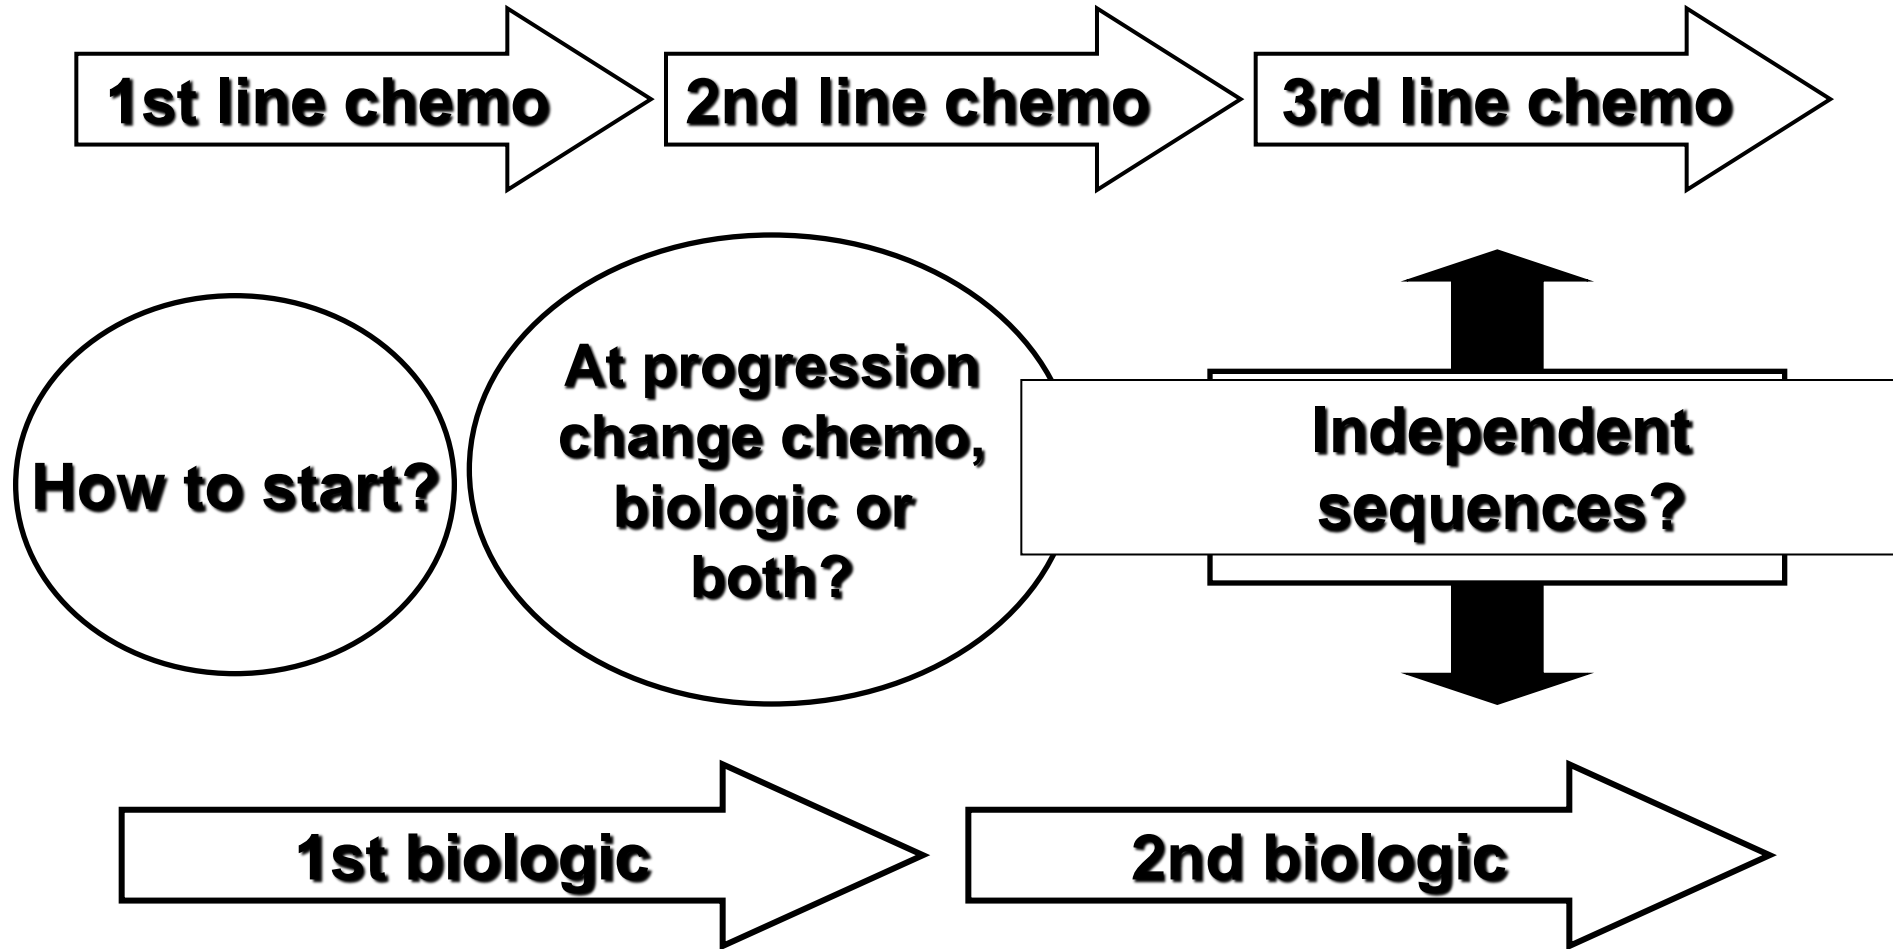 1st line chemo
2nd line chemo
3rd line chemo
How to start?
At progression
change chemo,
biologic or
both?
Independent
sequences?
1st biologic
2nd biologic